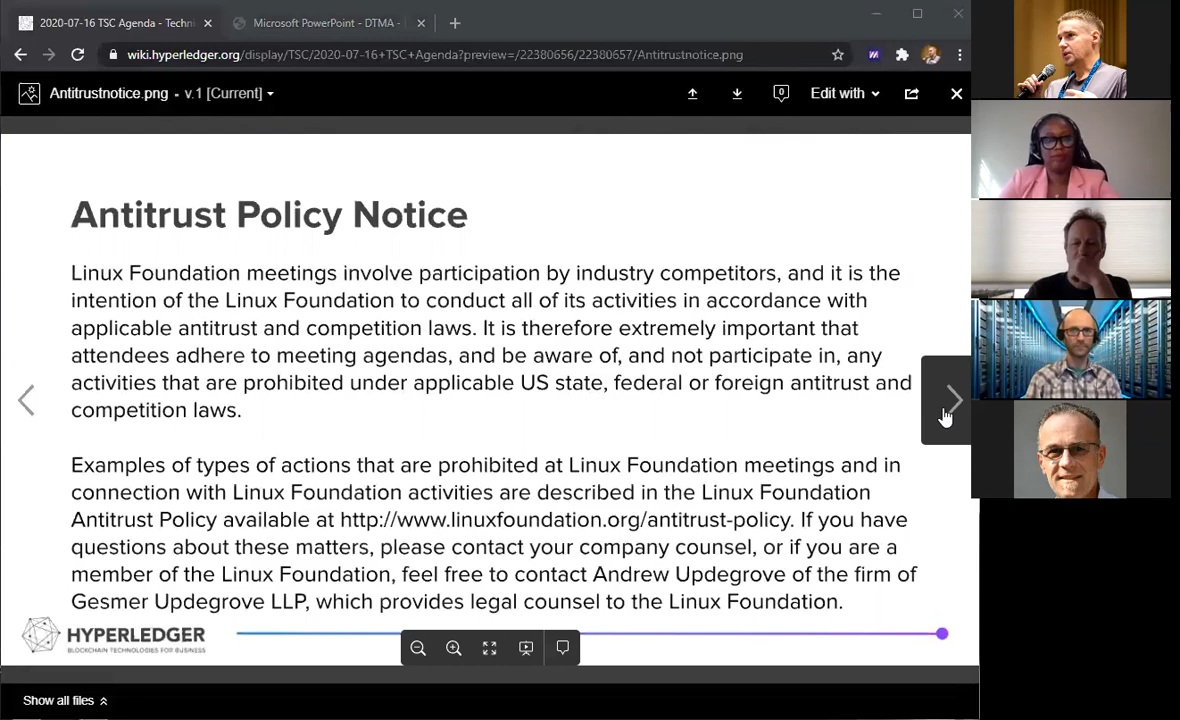 2020-07-16 TSC Agenda - Techni
Microsoft PowerPoint - DTMA -
wiki.hyperledger.org/display/TSC/2020-07-16+TSC+Agenda?preview=/22380656/22380657/Antitrustnotice.png
Antitrustnotice.png - v.1 [Current]
0
Edit with
Antitrust Policy Notice
Linux Foundation meetings involve participation by industry competitors, and it is the
intention of the Linux Foundation to conduct all of its activities in accordance with
applicable antitrust and competition laws. It is therefore extremely important that
attendees adhere to meeting agendas, and be aware of, and not participate in, any
activities that are prohibited under applicable US state, federal or foreign antitrust and
competition laws.
Examples of types of actions that are prohibited at Linux Foundation meetings and in
connection with Linux Foundation activities are described in the Linux Foundation
Antitrust Policy available at http://www.linuxfoundation.org/antitrust-policy. If you have
questions about these matters, please contact your company counsel, or if you are a
member of the Linux Foundation, feel free to contact Andrew Updegrove of the firm of
Gesmer Updegrove LLP, which provides legal counsel to the Linux Foundation.
HYPERLEDGER
BLOCKCHAIN TECHNOLOGIES FOR BUSINESS
Show all files